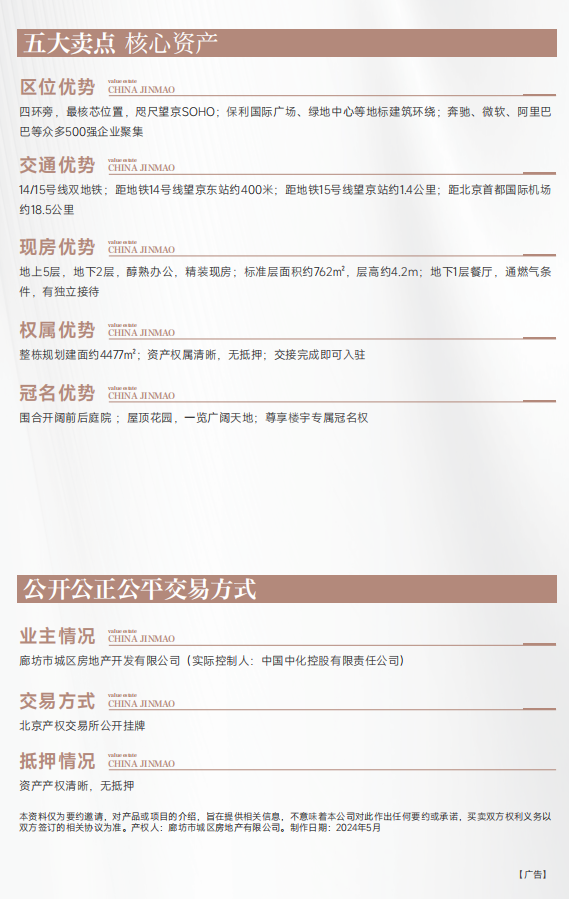 五大卖点 核心资产
区位优势 value estate
CHINA JINMAO
四环旁，最核芯位置，咫尺望京SOHO；保利国际广场、绿地中心等地标建筑环绕；奔驰、微软、阿里巴
巴等众多500强企业聚集
交通优势 value estate
CHINA JINMAO
14/15号线双地铁；距地铁14号线望京东站约400米；距地铁15号线望京站约1.4公里；距北京首都国际机场
约18.5公里
现房优势 value estate
CHINA JINMAO
地上5层，地下2层，醇熟办公，精装现房；标准层面积约762㎡，层高约4.2m；地下1层餐厅，通燃气条
件，有独立接待
权属优势 value estate
CHINA JINMAO
整栋规划建面约4477㎡；资产权属清晰，无抵押；交接完成即可入驻
冠名优势 value estate
CHINA JINMAO
围合开阔前后庭院 ；屋顶花园，一览广阔天地；尊享楼宇专属冠名权
公开公正公平交易方式
业主情况 value estate
CHINA JINMAO
廊坊市城区房地产开发有限公司（实际控制人：中国中化控股有限责任公司）
交易方式 value estate
CHINA JINMAO
北京产权交易所公开挂牌
抵押情况 value estate
CHINA JINMAO
资产产权清晰，无抵押
本资料仅为要约邀请，对产品或项目的介绍，旨在提供相关信息，不意味着本公司对此作出任何要约或承诺，买卖双方权利义务以
双方签订的相关协议为准。产权人：廊坊市城区房地产有限公司。制作日期：2024年5月
【广告】